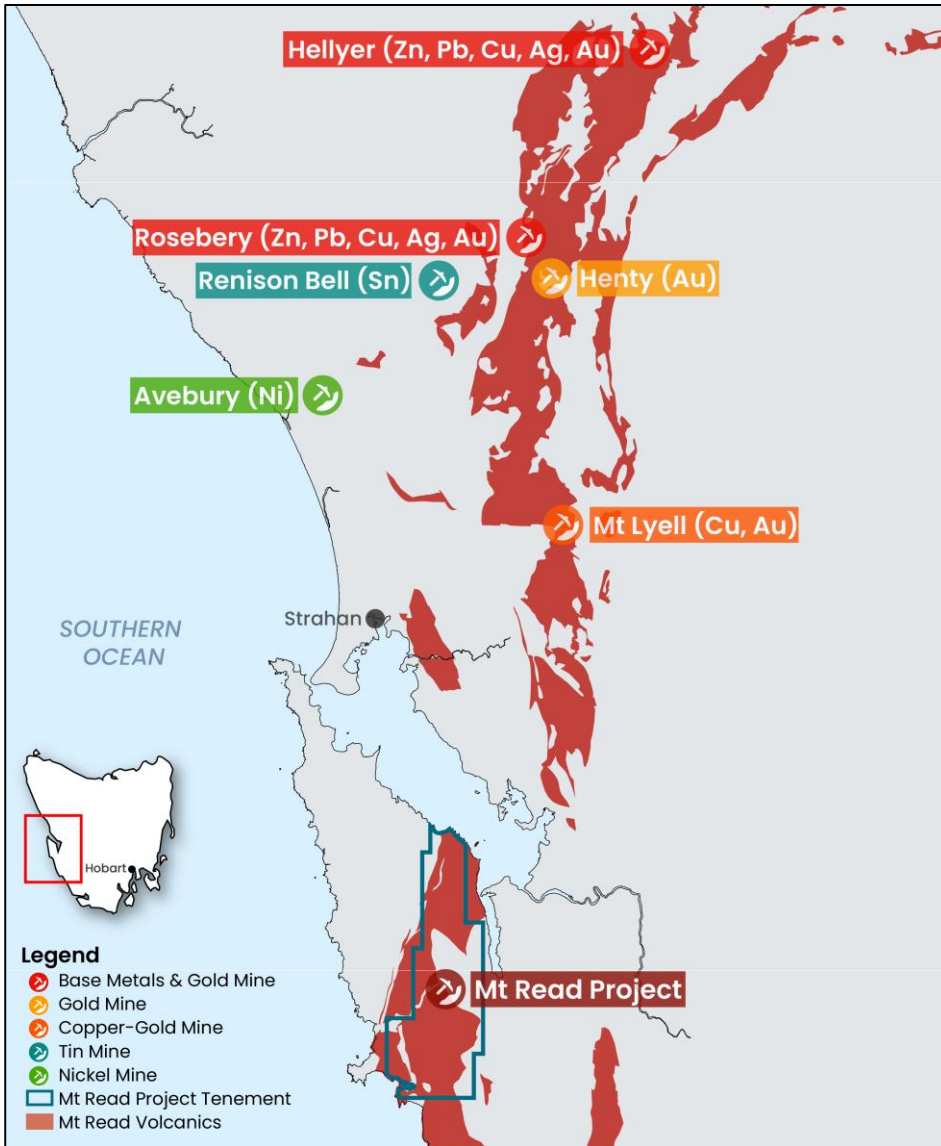 Hellyer (Zn, Pb, Cu, Ag, Au)
Rosebery (Zn, Pb, Cu, Ag, Au)
Renison Bell (Sn)
Henty (Au)
Avebury (Ni)
Mt Lyell (Cu, Au)
Strahan
SOUTHERN
OCEAN
Hobart
Mt Read Project
Legend
Base Metals & Gold Mine
Gold Mine
Copper-Gold Mine
Tin Mine
Nickel Mine
Mt Read Project Tenement
Mt Read Volcanics